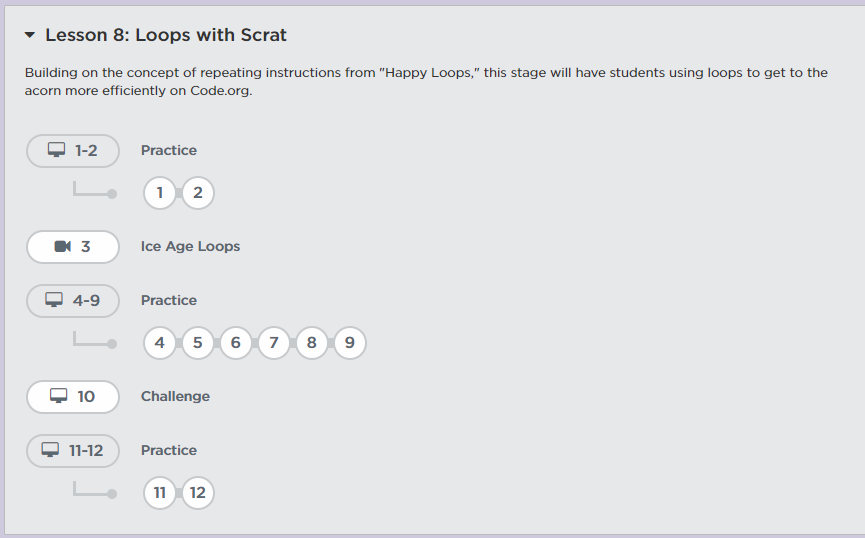 Lesson 8: Loops with Scrat
Building on the concept of repeating instructions from "Happy Loops," this stage will have students using loops to get to the
acorn more efficiently on Code.org.
1-2 Practice
1 2
3 Ice Age Loops
4-9 Practice
4 5 6 7 8 9
10 Challenge
11-12 Practice
11 12